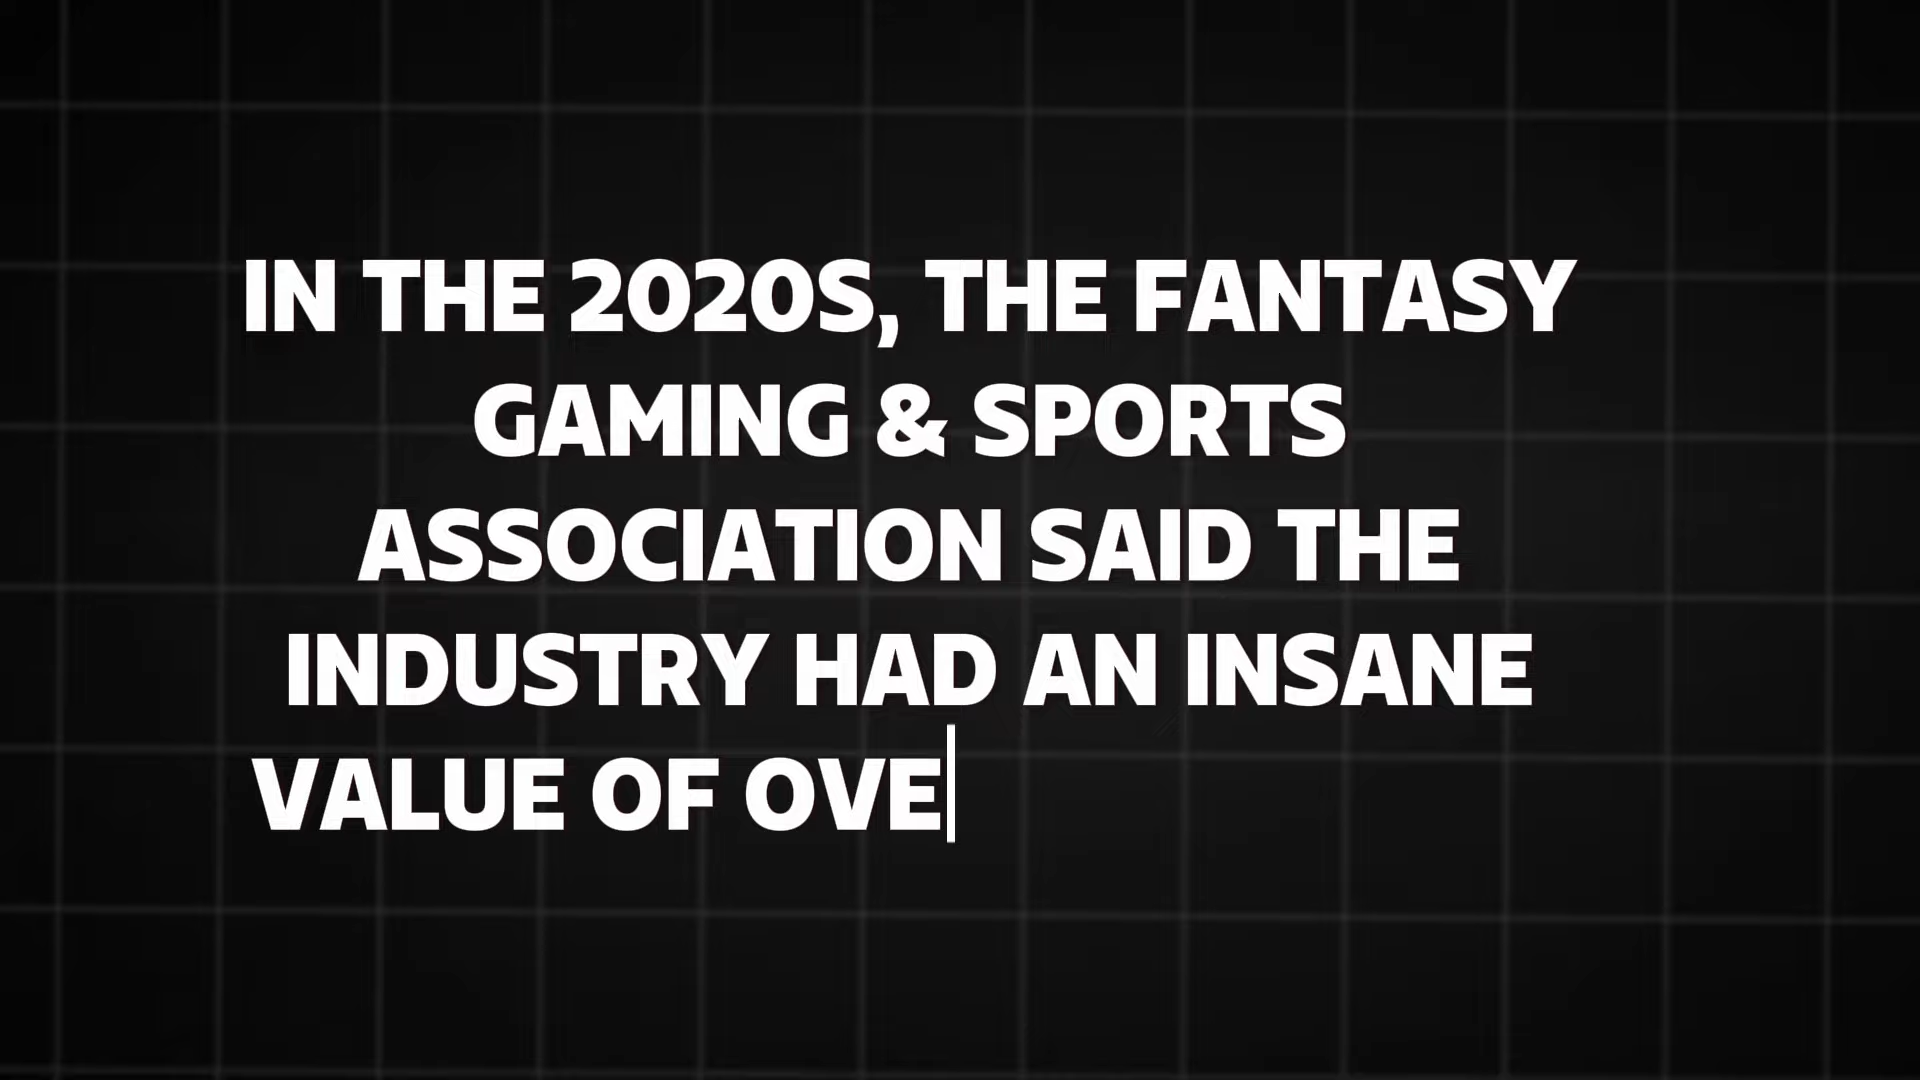 IN THE 2020S, THE FANTASY
GAMING & SPORTS
ASSOCIATION SAID THE
INDUSTRY HAD AN INSANE
VALUE OF OVE